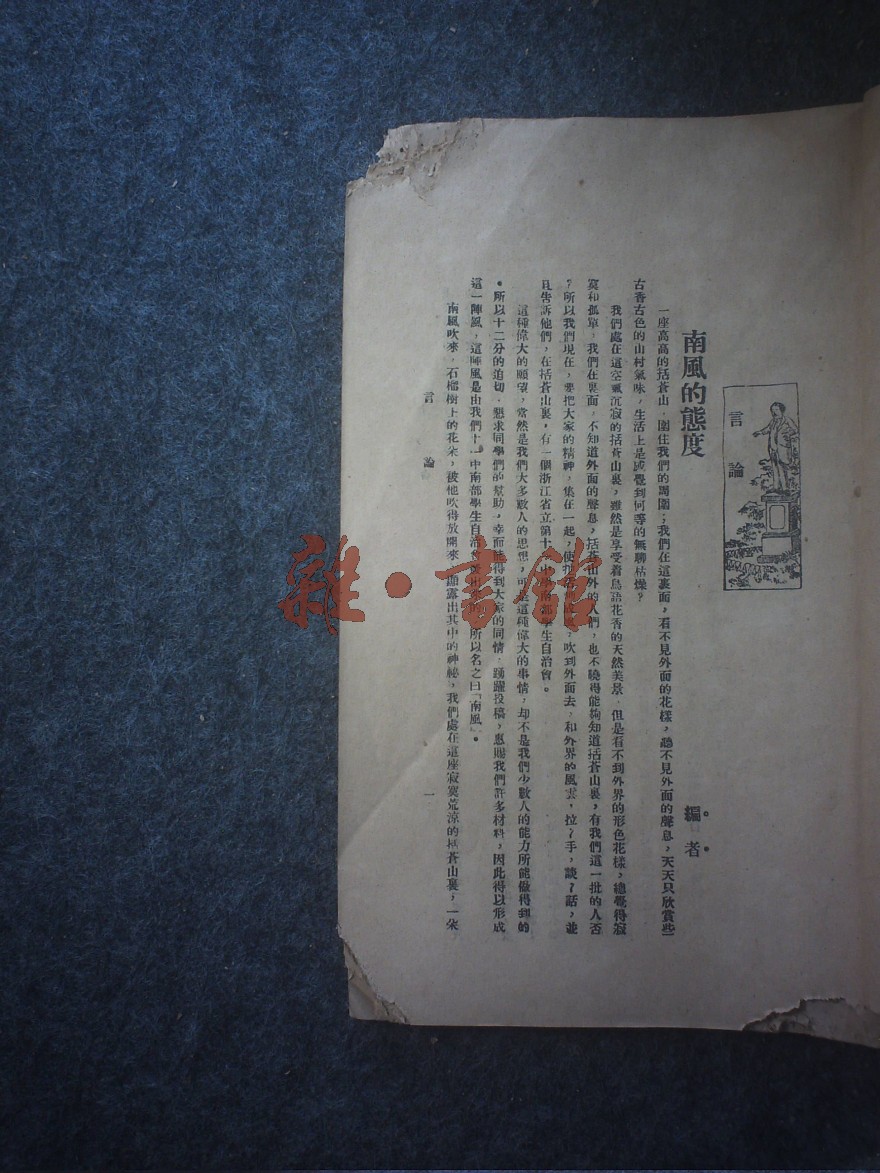 言論
南風的態度
編者
一座高高的括蒼山，圍住我們的周圍；我們在這裏面，看不見外面的花樣，聽不見外面的聲息，天天只欣賞些
古香古色的山村氣味，生活上是感覺到何等的無聊枯燥？
我們處在這空氣沉寂的括蒼山裏，雖然是享受着鳥語花香的天然美景，但是看不到外界的形色花樣，總覺得寂
寞和孤單，我們在裏面，不知道外面的聲息，括蒼山外的人們，也不曉得能夠知道括蒼山裏，有我們這一批的人否
？所以我們現在，要把大家的精神，集在一起，使，吹到外面去，和外界的風雲，拉々手，談々話，並
且告訴他們，在括蒼山裏，有一個浙江省立第十南部學生自治會。
這種偉大的願望，當然是我們大多數人的思想，可是這種偉大的事情，却不是我們少數人的能力所能做得到的
。所以十二分的迫切，懇求同學們的幫助，幸而能得到大家的同情，踴躍投稿，惠賜我們許多材料，因此得以形成
這一陣風，這陣風是由我們十一中南部學生自治會所以名之曰「南風」。
南風吹來，石榴樹上的花朵，被他吹得放開來，顯露出其中的神祕，我們處在這座寂寞荒涼的括蒼山裏，一朵
言論
一
雜·書館